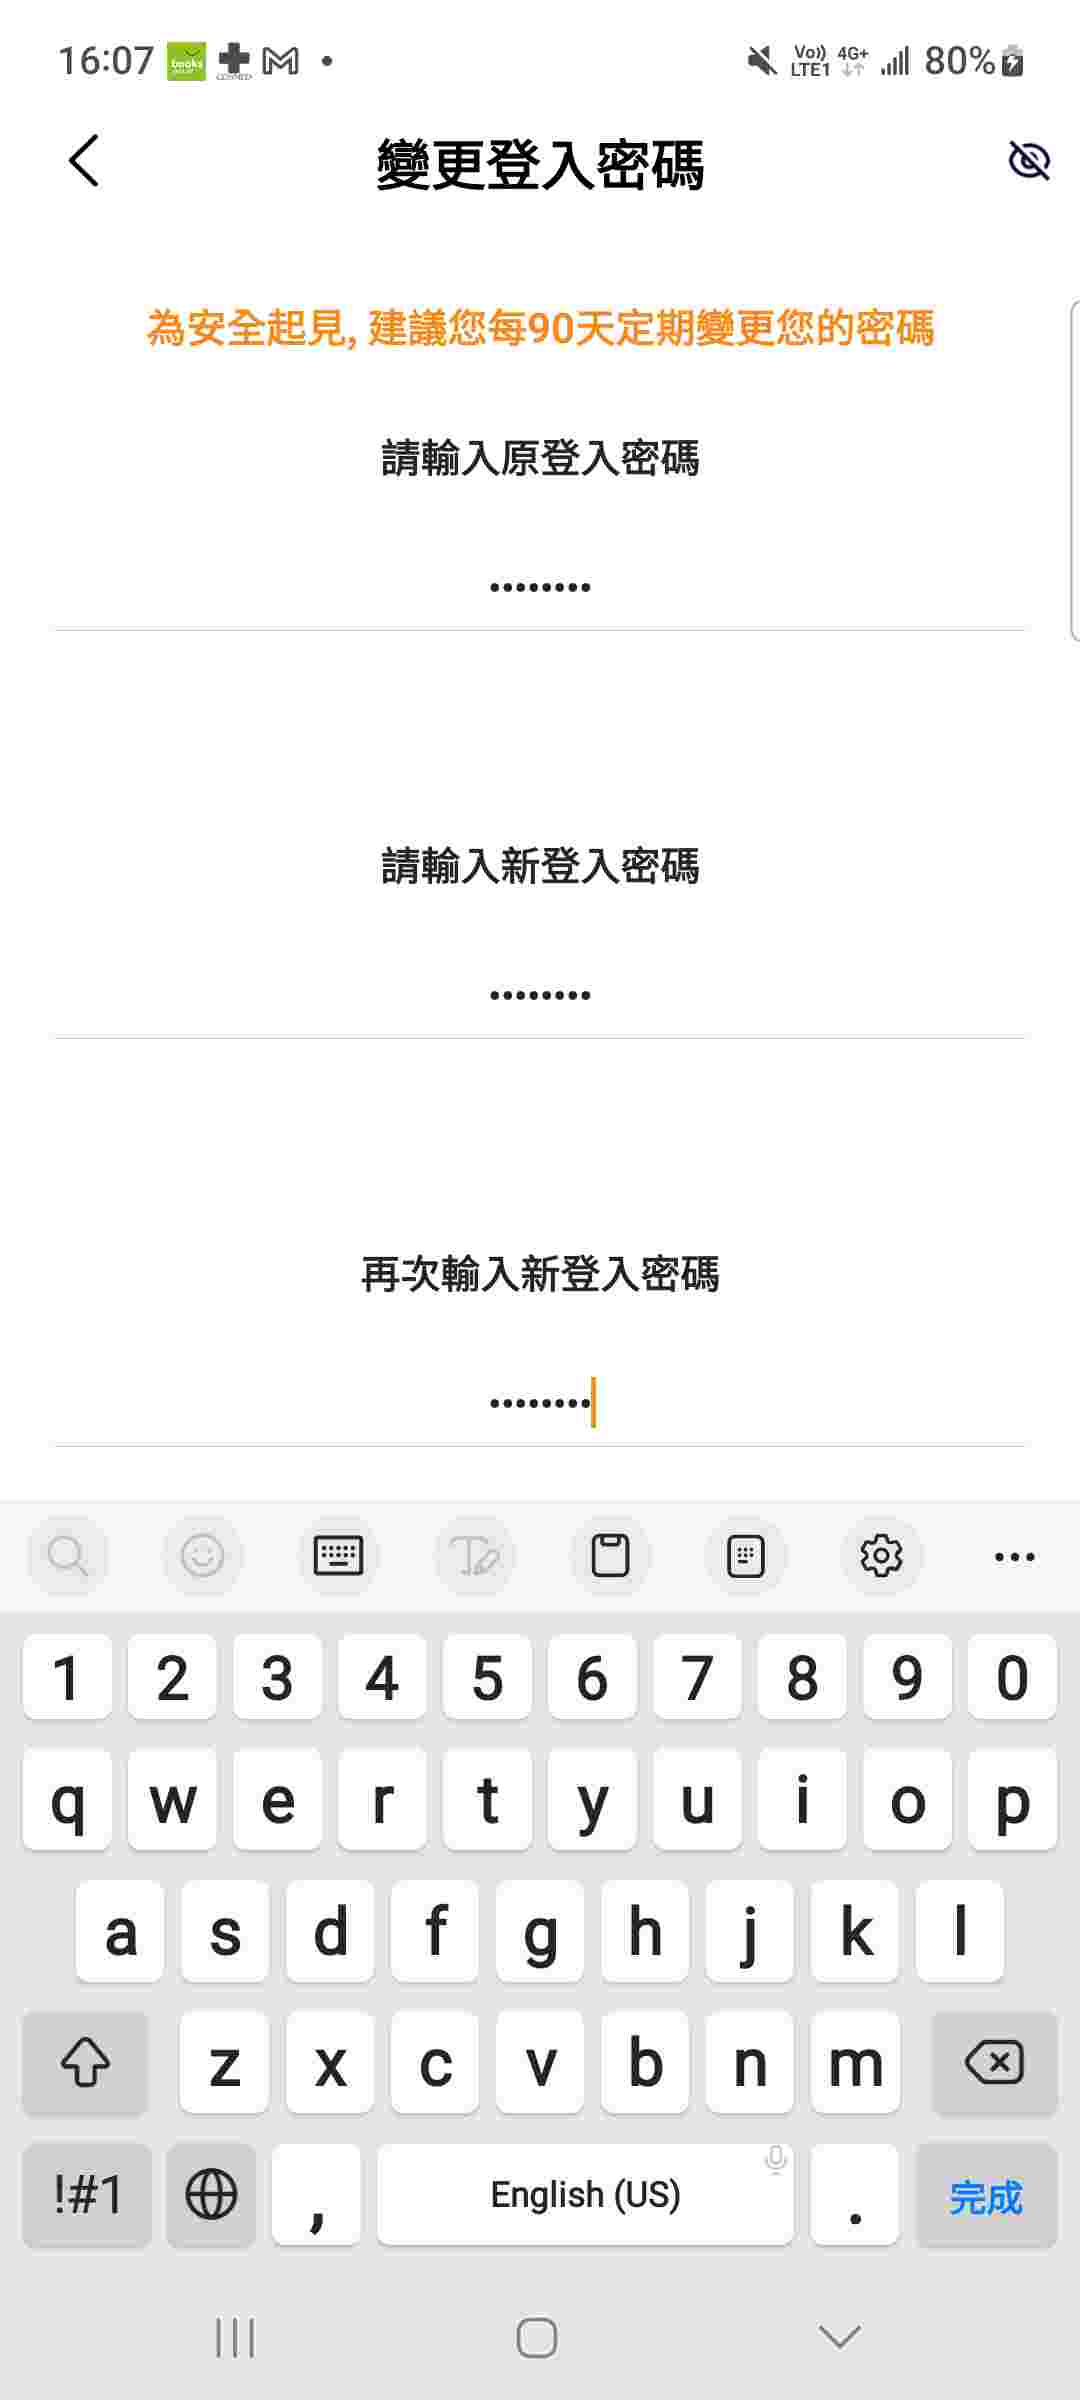 16:07 books
Vo)) 4G+
LTE1 80%
變更登入密碼
為安全起見, 建議您每90天定期變更您的密碼
請輸入原登入密碼
••••••••
請輸入新登入密碼
••••••••
再次輸入新登入密碼
••••••••
1 2 3 4 5 6 7 8 9 0
q w e r t y u i o p
a s d f g h j k l
z x c v b n m
!#1 , English (US) . 完成